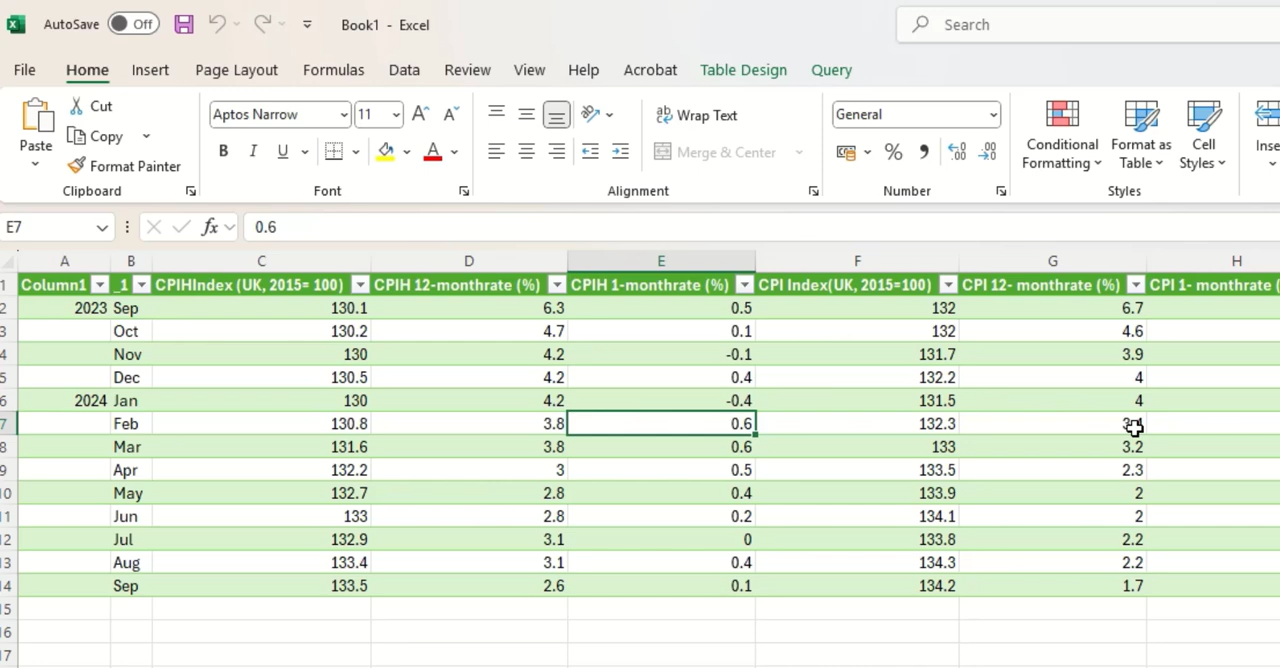 AutoSave Off Book1 - Excel Search
File Home Insert Page Layout Formulas Data Review View Help Acrobat Table Design Query
Paste Cut Copy Format Painter
Aptos Narrow 11 A^ A˅
B I U A
ab Wrap Text
Merge & Center
General
% ,
Conditional Formatting Format as Table Cell Styles
Clipboard Font Alignment Number Styles
E7 fx 0.6
A B C D E F G H
1 Column1 _1 CPIHIndex (UK, 2015= 100) CPIH 12-monthrate (%) CPIH 1-monthrate (%) CPI Index(UK, 2015=100) CPI 12- monthrate (%) CPI 1- monthrate (
2 2023 Sep 130.1 6.3 0.5 132 6.7
3 Oct 130.2 4.7 0.1 132 4.6
4 Nov 130 4.2 -0.1 131.7 3.9
5 Dec 130.5 4.2 0.4 132.2 4
6 2024 Jan 130 4.2 -0.4 131.5 4
7 Feb 130.8 3.8 0.6 132.3
8 Mar 131.6 3.8 0.6 133 3.2
9 Apr 132.2 3 0.5 133.5 2.3
10 May 132.7 2.8 0.4 133.9 2
11 Jun 133 2.8 0.2 134.1 2
12 Jul 132.9 3.1 0 133.8 2.2
13 Aug 133.4 3.1 0.4 134.3 2.2
14 Sep 133.5 2.6 0.1 134.2 1.7
15
16
17